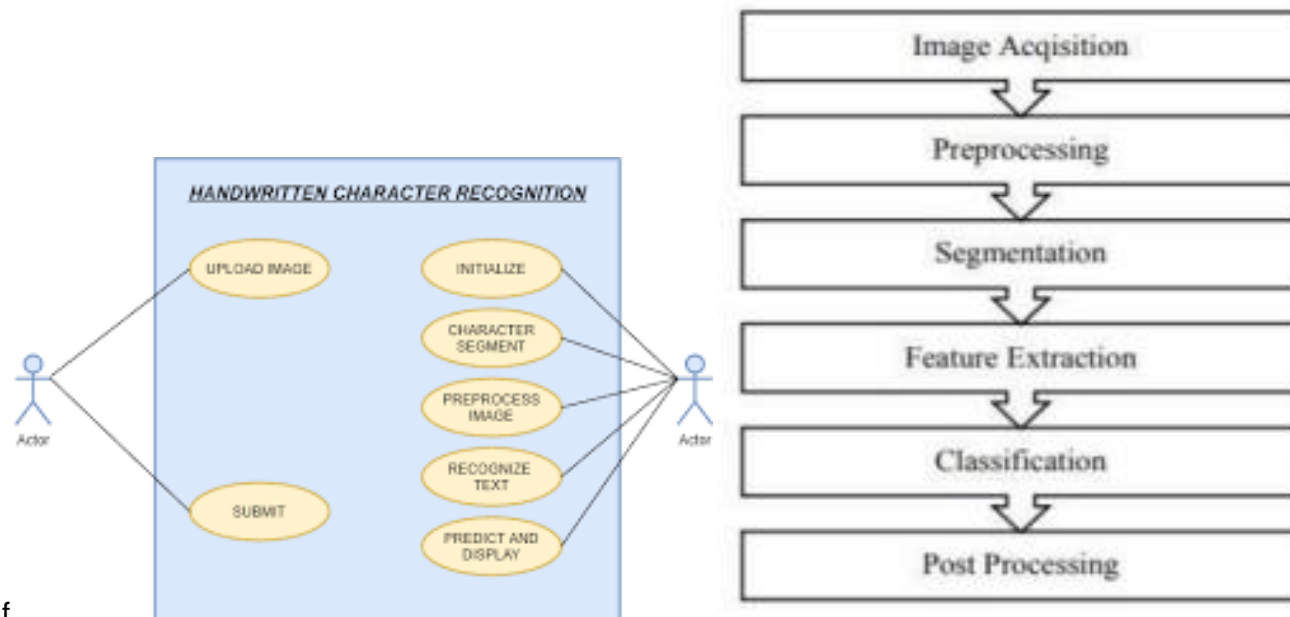 HANDWRITTEN CHARACTER RECOGNITION
UPLOAD IMAGE
SUBMIT
Actor
INITIALIZE
CHARACTER
SEGMENT
PREPROCESS
IMAGE
RECOGNIZE
TEXT
PREDICT AND
DISPLAY
Actor
f
Image Acqisition
Preprocessing
Segmentation
Feature Extraction
Classification
Post Processing